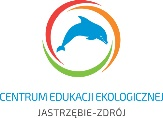 CENTRUM EDUKACJI EKOLOGICZNEJ
JASTRZĘBIE-ZDRÓJ